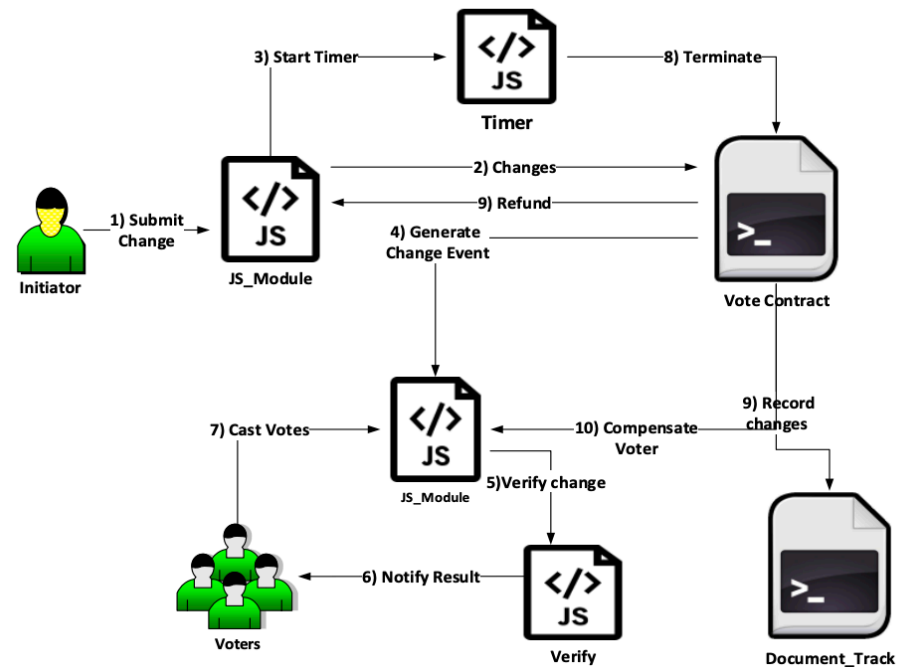 3) Start Timer
8) Terminate
</>
JS
Timer
2) Changes
9) Refund
1) Submit
Change
</>
JS
4) Generate
Change Event
>_
Initiator
JS_Module
Vote Contract
</>
JS
7) Cast Votes
10) Compensate
Voter
9) Record
changes
JS_Module
5)Verify change
6) Notify Result
</>
JS
>_
Voters
Verify
Document_Track